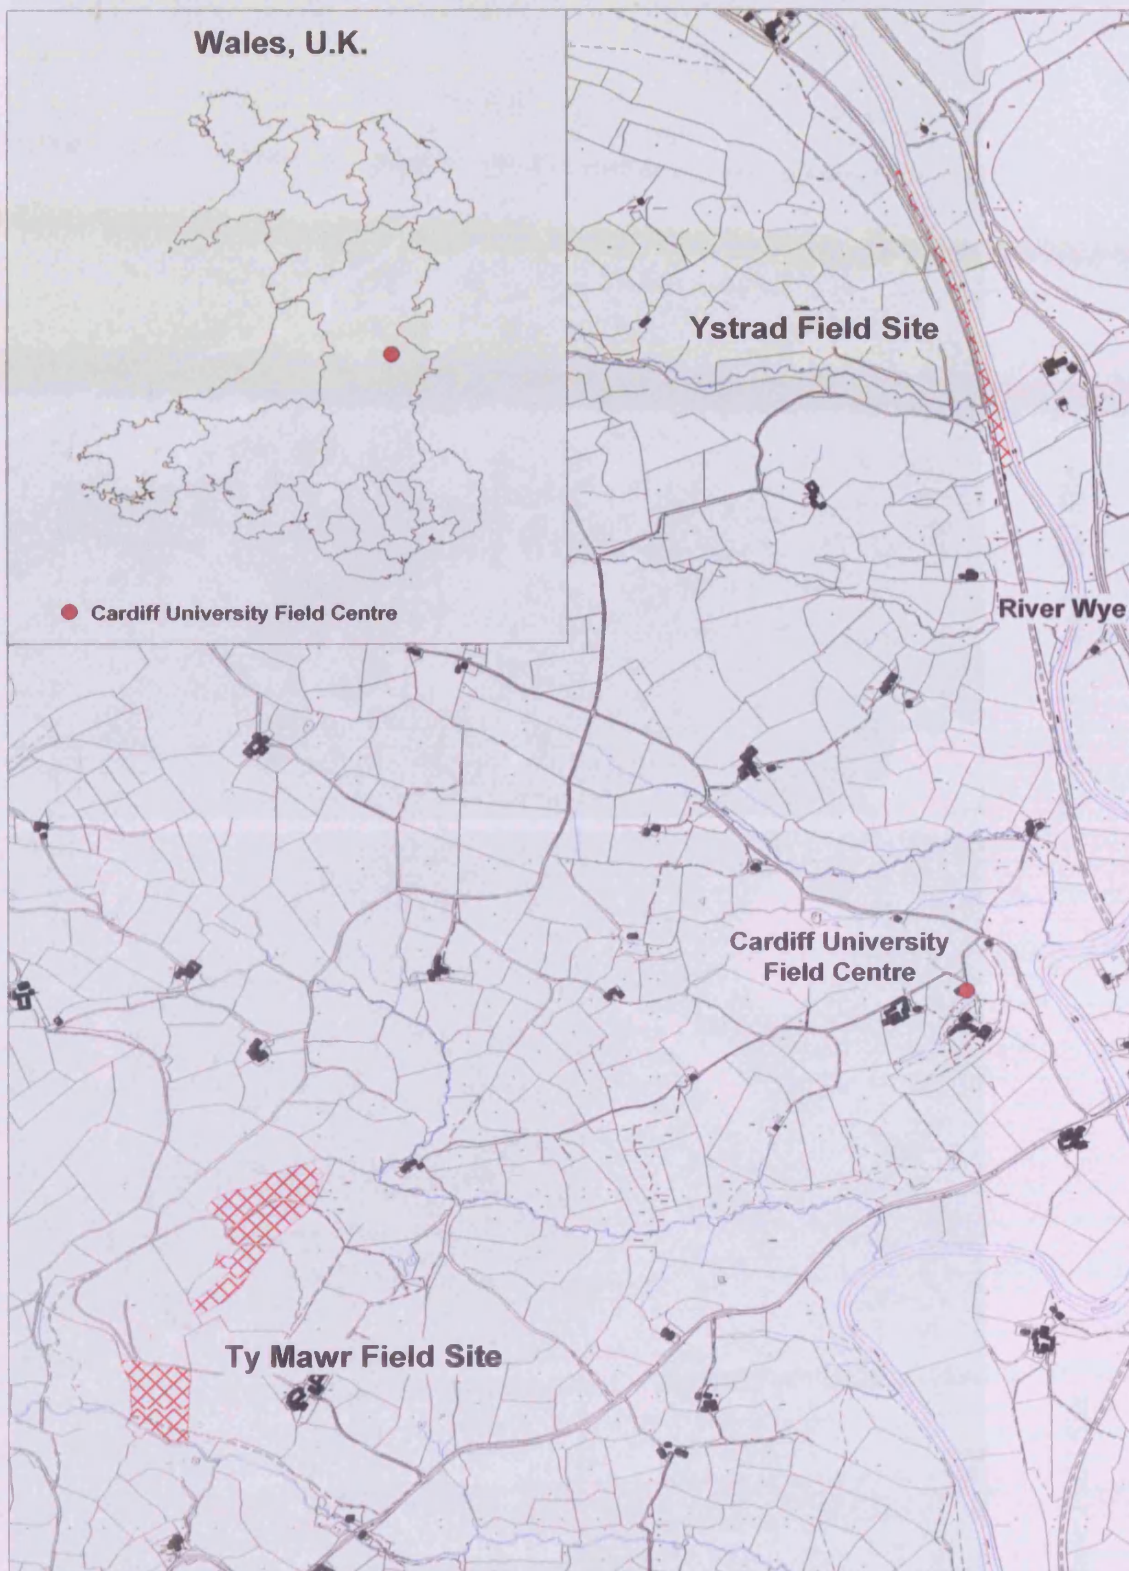 Wales, U.K.
Cardiff University Field Centre
Ystrad Field Site
River Wye
Cardiff University
Field Centre
Ty Mawr Field Site